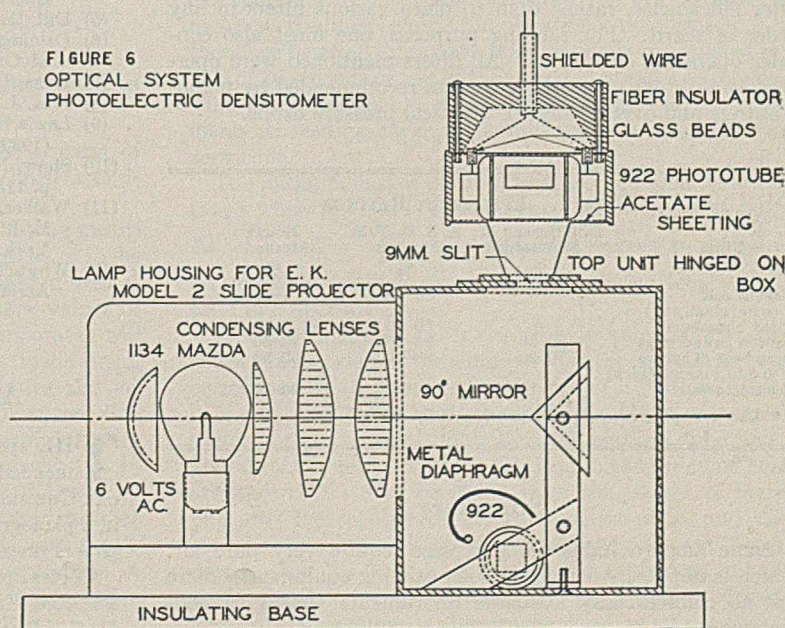 FIGURE 6
OPTICAL SYSTEM
PHOTOELECTRIC DENSITOMETER
SHIELDED WIRE
FIBER INSULATOR
GLASS BEADS
922 PHOTOTUBE
ACETATE
SHEETING
9MM. SLIT
TOP UNIT HINGED ON
BOX
LAMP HOUSING FOR E. K.
MODEL 2 SLIDE PROJECTOR
CONDENSING LENSES
1134 MAZDA
90° MIRROR
METAL
DIAPHRAGM
6 VOLTS
A.C.
922
INSULATING BASE